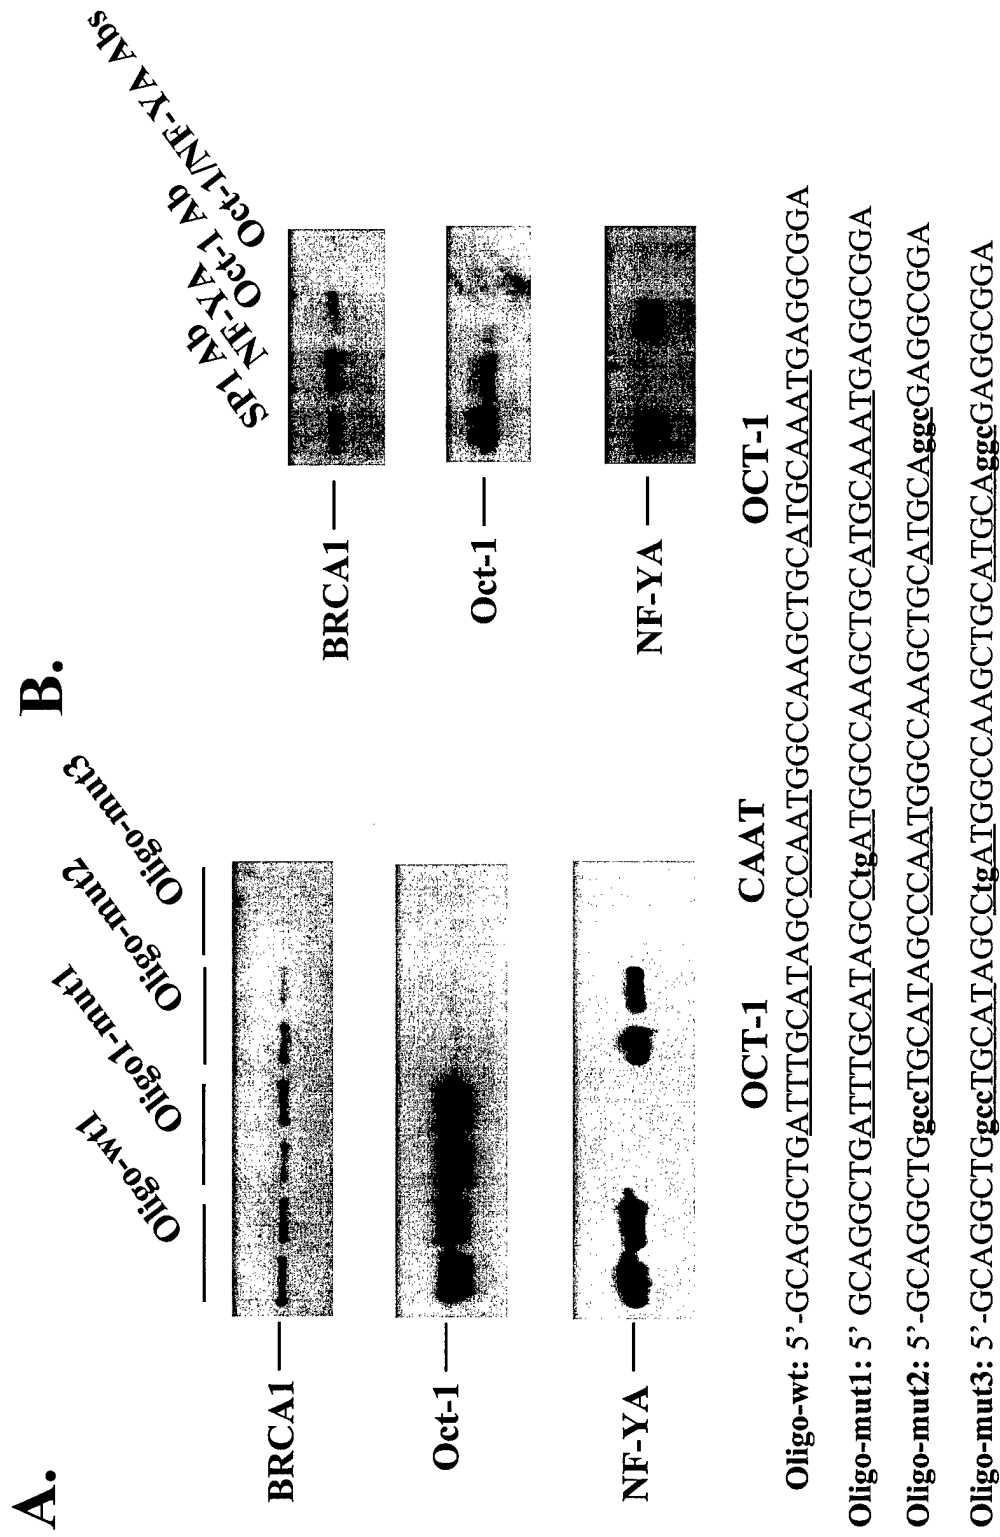 A.
Oligo-wt1
Oligo1-mut1
Oligo-mut2
Oligo-mut3
BRCA1
Oct-1
NF-YA
B.
SP1 Ab
NF-YA
Oct-1 Ab
Oct-1/NF-YA Abs
BRCA1
Oct-1
NF-YA
OCT-1 CAAT OCT-1
Oligo-wt: 5'-GCAGGCTGATTTGCATAGCCCAATGGCCAAGCTGCATGCAAATGAGGCGGA
Oligo-mut1: 5' GCAGGCTGATTTGCATAGCCtgATGGCCAAGCTGCATGCAAATGAGGCGGA
Oligo-mut2: 5'-GCAGGCTGgccTGCATAGCCCAATGGCCAAGCTGCATGCAggcGAGGCGGA
Oligo-mut3: 5'-GCAGGCTGgccTGCATAGCCtgATGGCCAAGCTGCATGCAggcGAGGCGGA